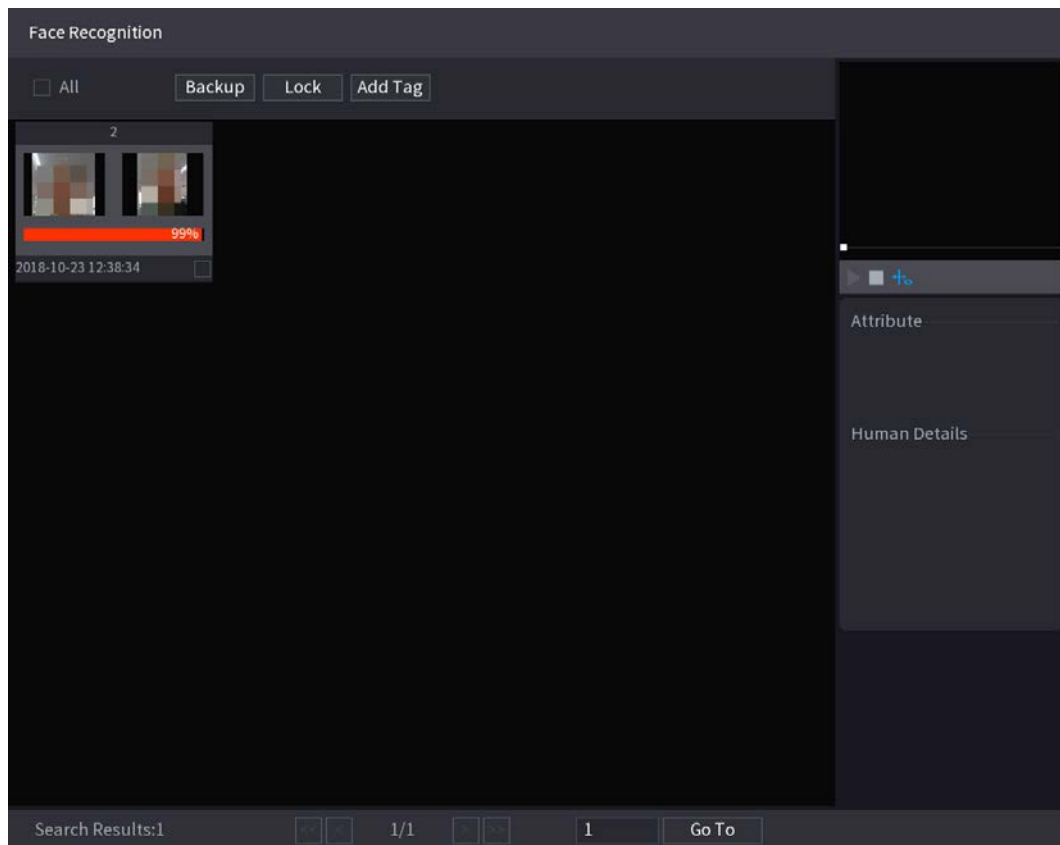 Face Recognition
All Backup Lock Add Tag
2
99%
2018-10-23 12:38:34
Attribute
Human Details
Search Results:1 << < 1/1 > >> 1 Go To